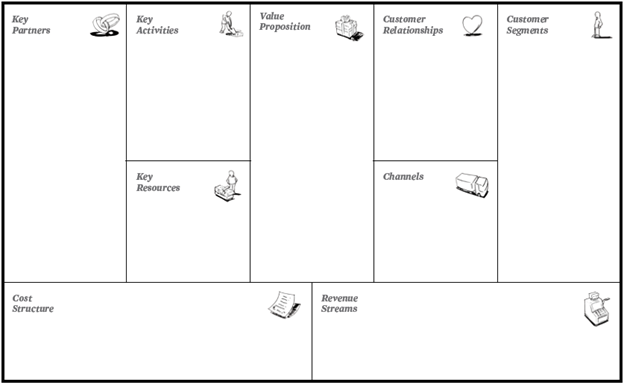 Key
Partners
Key
Activities
Value
Proposition
Customer
Relationships
Customer
Segments
Key
Resources
Channels
Cost
Structure
Revenue
Streams